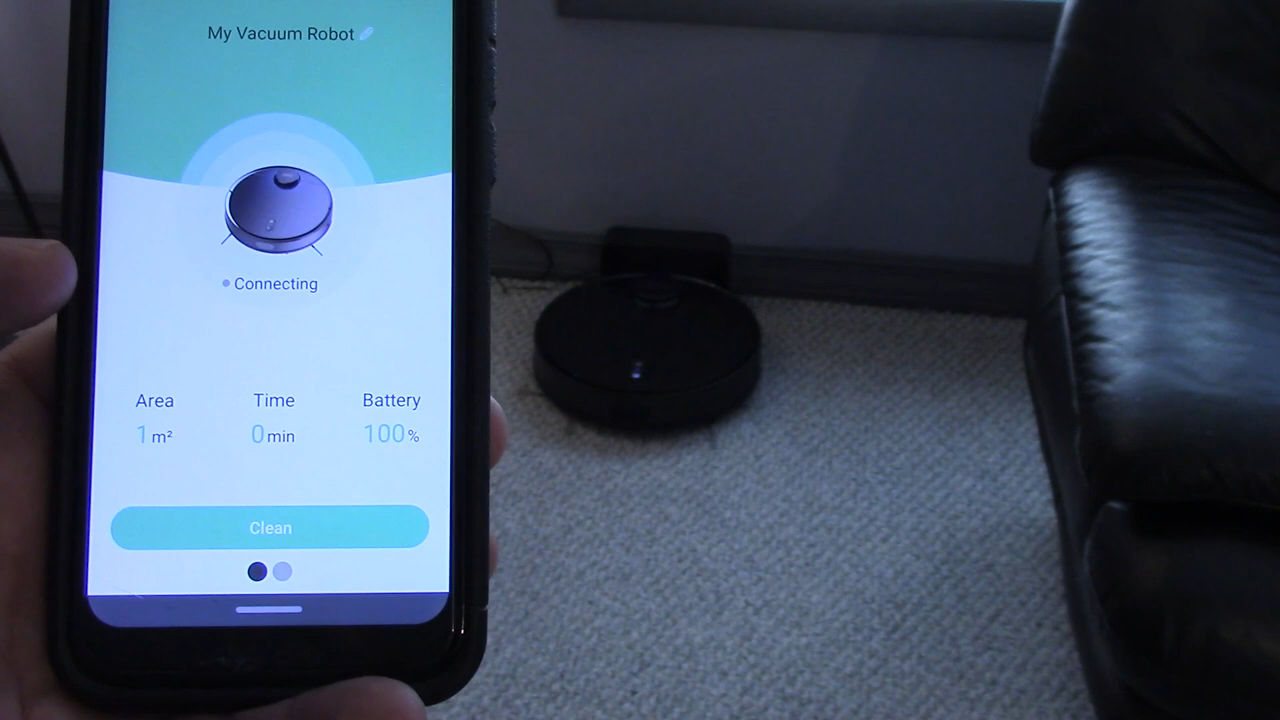 My Vacuum Robot
Connecting
Area Time Battery
1 m² 0 min 100 %
Clean